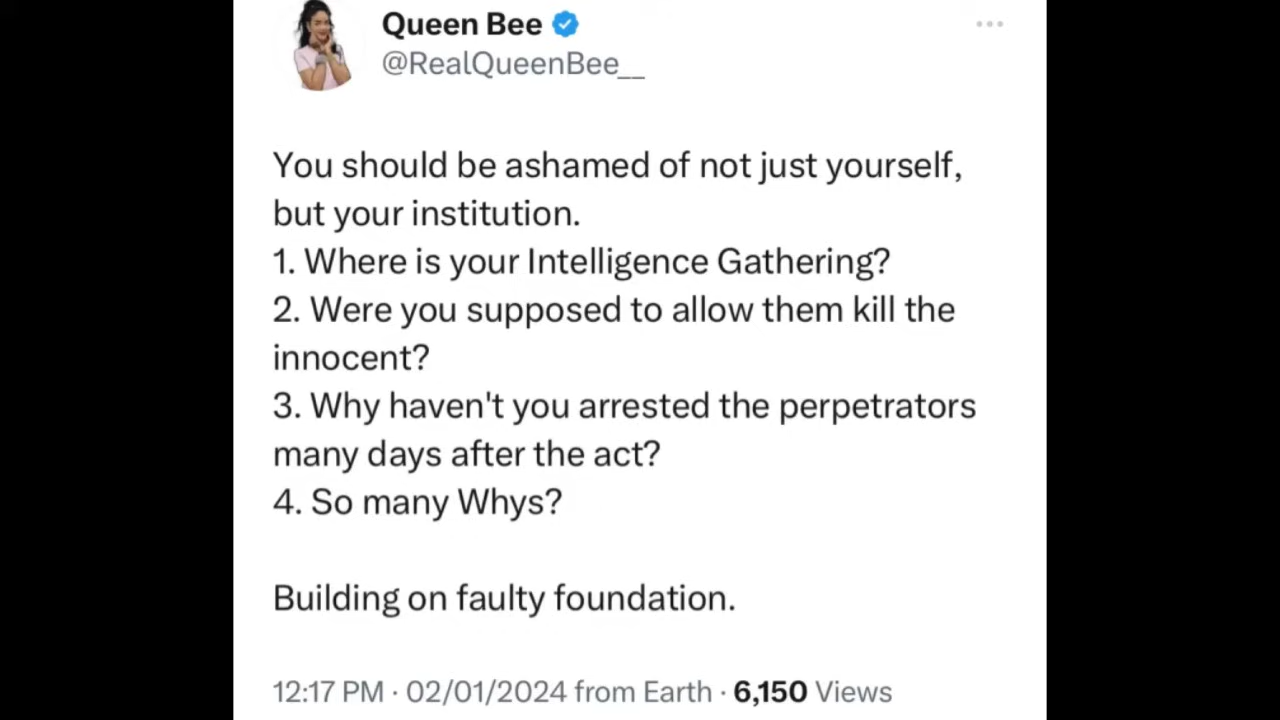 Queen Bee
@RealQueenBee__
You should be ashamed of not just yourself,
but your institution.
1. Where is your Intelligence Gathering?
2. Were you supposed to allow them kill the
innocent?
3. Why haven't you arrested the perpetrators
many days after the act?
4. So many Whys?
Building on faulty foundation.
12:17 PM · 02/01/2024 from Earth · 6,150 Views